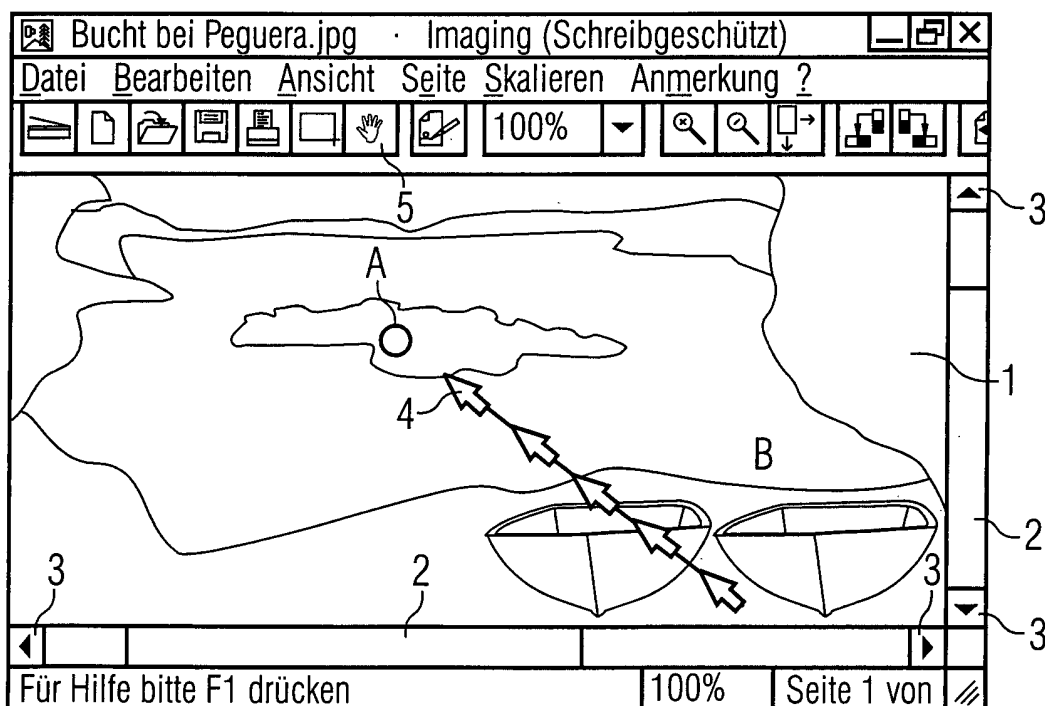 Bucht bei Peguera.jpg · Imaging (Schreibgeschützt)
Datei Bearbeiten Ansicht Seite Skalieren Anmerkung ?
100%
5
3
A
1
4
B
2
3
2
3
3
Für Hilfe bitte F1 drücken 100% Seite 1 von